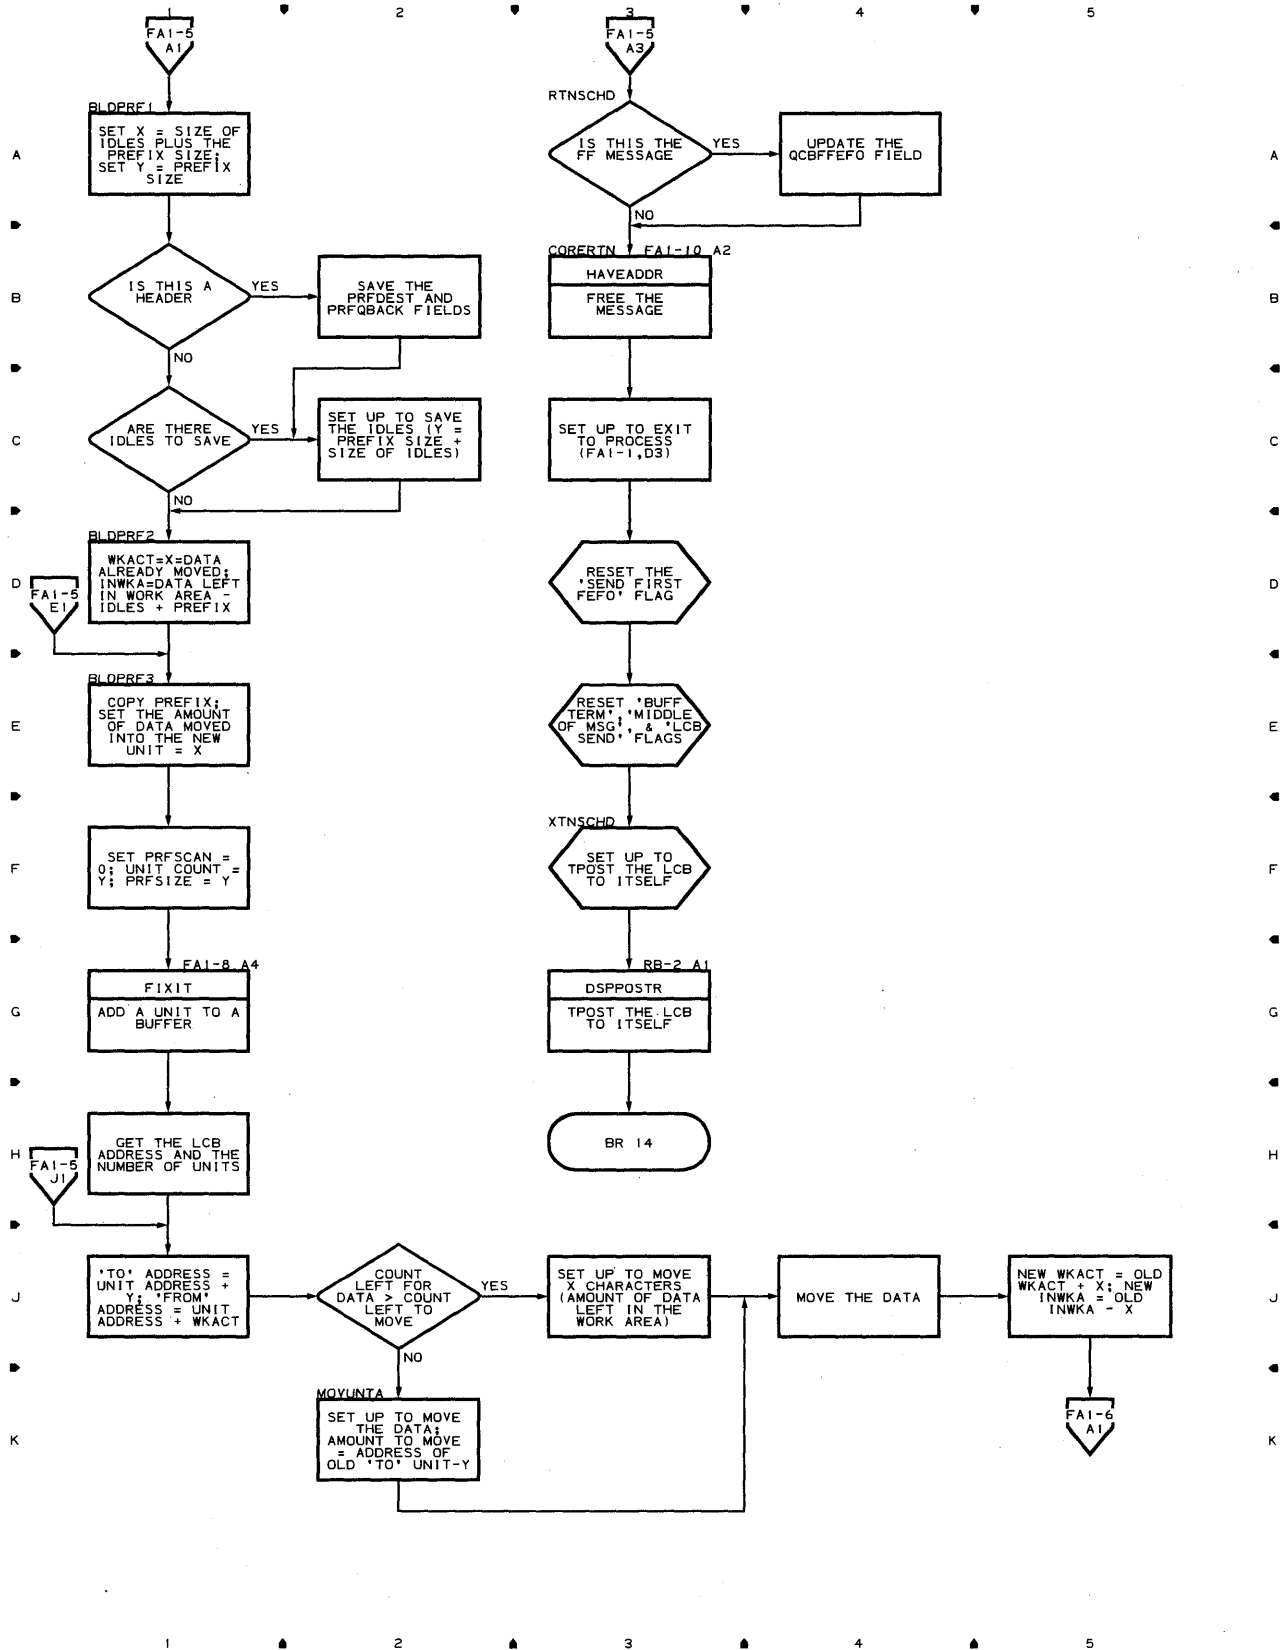 1 2 3 4 5
FA1-5
A1
BLDPRF1
SET X = SIZE OF
IDLES PLUS THE
PREFIX SIZE;
SET Y = PREFIX
SIZE
IS THIS A
HEADER
YES
NO
SAVE THE
PRFDEST AND
PRFQBACK FIELDS
ARE THERE
IDLES TO SAVE
YES
NO
SET UP TO SAVE
THE IDLES (Y =
PREFIX SIZE +
SIZE OF IDLES)
BLDPRF2
WKACT=X=DATA
ALREADY MOVED;
INWKA=DATA LEFT
IN WORK AREA -
IDLES + PREFIX
FA1-5
E1
BLDPRF3
COPY PREFIX;
SET THE AMOUNT
OF DATA MOVED
INTO THE NEW
UNIT = X
SET PRFSCAN =
0; UNIT COUNT =
Y; PRFSIZE = Y
FA1-8 A4
FIXIT
ADD A UNIT TO A
BUFFER
GET THE LCB
ADDRESS AND THE
NUMBER OF UNITS
FA1-5
J1
'TO' ADDRESS =
UNIT ADDRESS +
Y; 'FROM'
ADDRESS = UNIT
ADDRESS + WKACT
COUNT
LEFT FOR
DATA > COUNT
LEFT TO
MOVE
YES
NO
MOVUNTA
SET UP TO MOVE
THE DATA;
AMOUNT TO MOVE
= ADDRESS OF
OLD 'TO' UNIT-Y
SET UP TO MOVE
X CHARACTERS
(AMOUNT OF DATA
LEFT IN THE
WORK AREA)
MOVE THE DATA
NEW WKACT = OLD
WKACT + X; NEW
INWKA = OLD
INWKA - X
FA1-6
A1
FA1-5
A3
RTNSCHD
IS THIS THE
FF MESSAGE
YES
NO
UPDATE THE
QCBFFEFO FIELD
CORERTN FA1-10 A2
HAVEADDR
FREE THE
MESSAGE
SET UP TO EXIT
TO PROCESS
(FA1-1,D3)
RESET THE
'SEND FIRST
FEFO' FLAG
RESET 'BUFF
TERM', 'MIDDLE
OF MSG', & 'LCB
SEND' FLAGS
XTNSCHD
SET UP TO
TPOST THE LCB
TO ITSELF
RB-2 A1
DSPPOSTR
TPOST THE LCB
TO ITSELF
BR 14
A A
B B
C C
D D
E E
F F
G G
H H
J J
K K
1 2 3 4 5